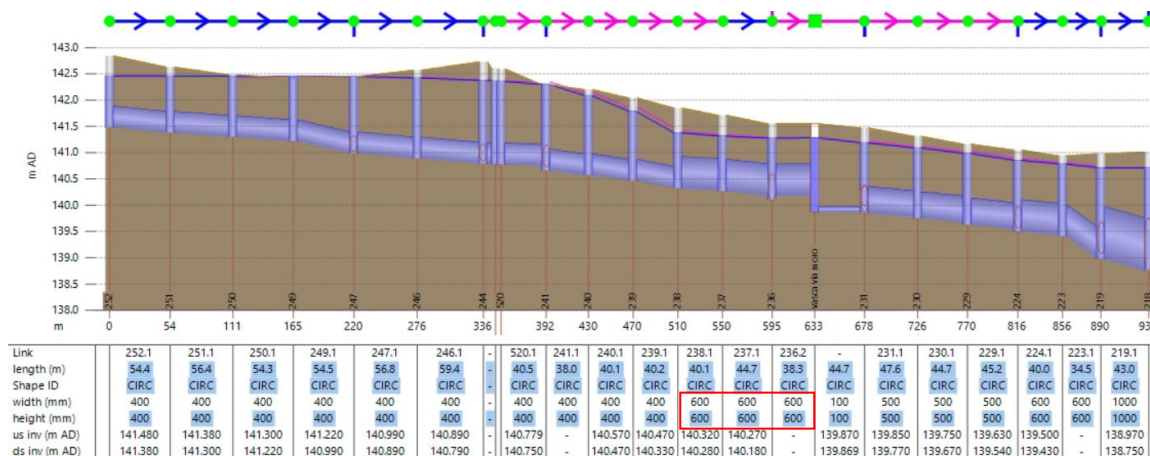 143.0
142.5
142.0
141.5
141.0
140.5
140.0
139.5
139.0
138.5
138.0
m AD
252 251 250 249 247 246 244 520 241 240 239 238 237 236 vasca via moro 231 230 229 224 223 219 218
m 0 54 111 165 220 276 336 392 430 470 510 550 595 633 678 726 770 816 856 890 93
Link 252.1 251.1 250.1 249.1 247.1 246.1 - 520.1 241.1 240.1 239.1 238.1 237.1 236.2 - 231.1 230.1 229.1 224.1 223.1 219.1
length (m) 54.4 56.4 54.3 54.5 56.8 59.4 - 40.5 38.0 40.1 40.2 40.1 44.7 38.3 44.7 47.6 44.7 45.2 40.0 34.5 43.0
Shape ID CIRC CIRC CIRC CIRC CIRC CIRC - CIRC CIRC CIRC CIRC CIRC CIRC CIRC CIRC CIRC CIRC CIRC CIRC CIRC CIRC
width (mm) 400 400 400 400 400 400 - 400 400 400 400 600 600 600 100 500 500 500 600 600 1000
height (mm) 400 400 400 400 400 400 - 400 400 400 400 600 600 600 100 500 500 500 600 600 1000
us inv (m AD) 141.480 141.380 141.300 141.220 140.990 140.890 - 140.779 - 140.570 140.470 140.320 140.270 - 139.870 139.850 139.750 139.630 139.500 - 138.970
ds inv (m AD) 141.380 141.300 141.220 140.990 140.890 140.790 - 140.750 - 140.470 140.330 140.280 140.180 - 139.869 139.770 139.670 139.540 139.430 - 138.750